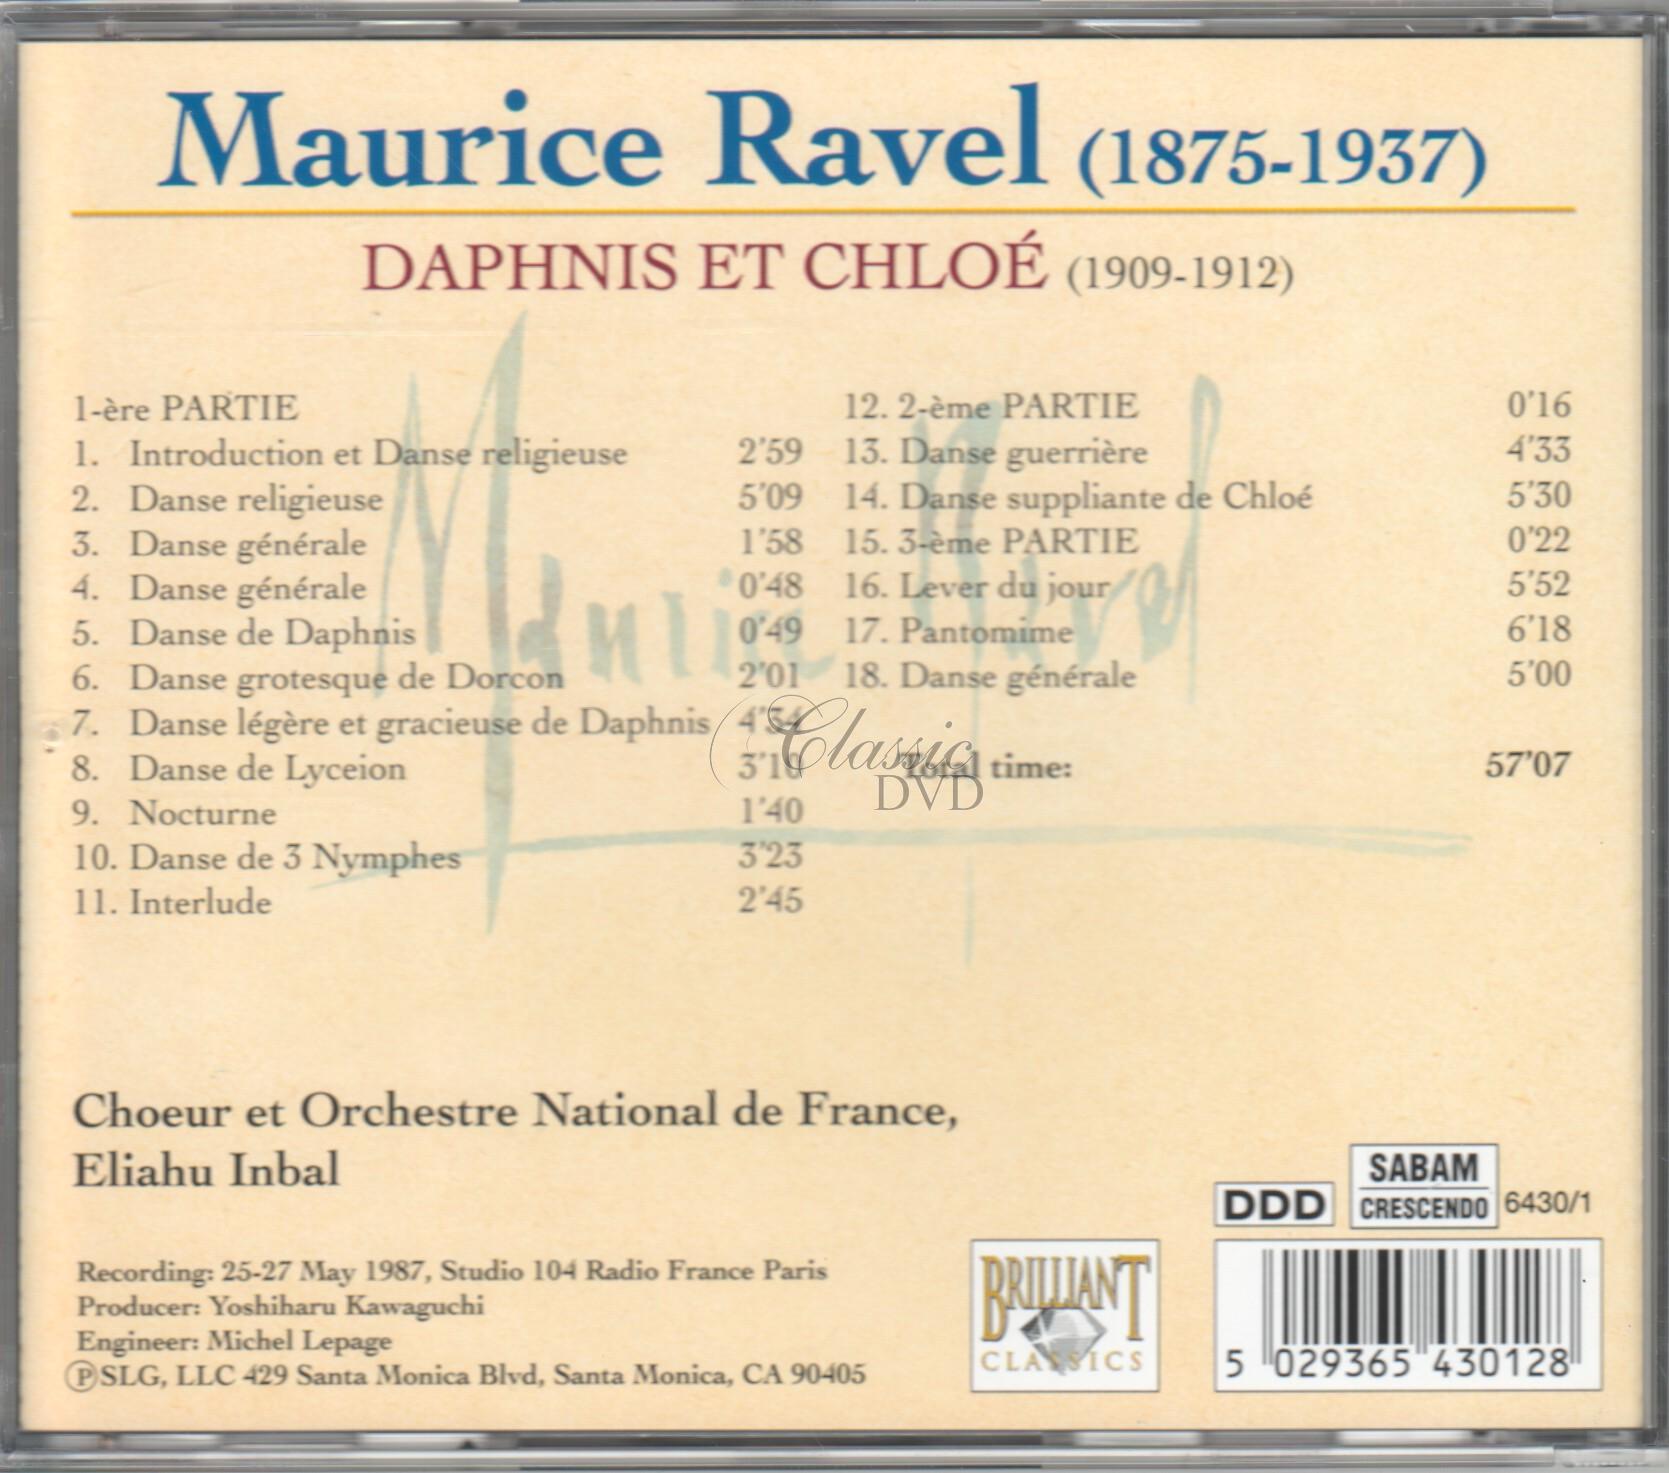 Maurice Ravel (1875-1937)
DAPHNIS ET CHLOÉ (1909-1912)
1-ère PARTIE
1. Introduction et Danse religieuse 2'59
2. Danse religieuse 5'09
3. Danse générale 1'58
4. Danse générale 0'48
5. Danse de Daphnis 0'49
6. Danse grotesque de Dorcon 2'01
7. Danse légère et gracieuse de Daphnis 4'34
8. Danse de Lyceion 3'10
9. Nocturne 1'40
10. Danse de 3 Nymphes 3'23
11. Interlude 2'45
12. 2-ème PARTIE 0'16
13. Danse guerrière 4'33
14. Danse suppliante de Chloé 5'30
15. 3-ème PARTIE 0'22
16. Lever du jour 5'52
17. Pantomime 6'18
18. Danse générale 5'00
Total time: 57'07
Maurice Ravel
Classic
DVD
Choeur et Orchestre National de France,
Eliahu Inbal
Recording: 25-27 May 1987, Studio 104 Radio France Paris
Producer: Yoshiharu Kawaguchi
Engineer: Michel Lepage
ⓅSLG, LLC 429 Santa Monica Blvd, Santa Monica, CA 90405
BRILLIANT
CLASSICS
DDD
SABAM
CRESCENDO
6430/1
5 029365 430128